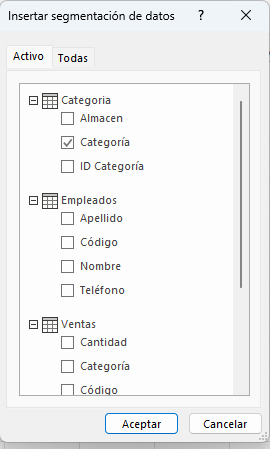 Insertar segmentación de datos ? ×
Activo Todas
Categoria
Almacen
Categoría
ID Categoría
Empleados
Apellido
Código
Nombre
Teléfono
Ventas
Cantidad
Categoría
Código
Aceptar Cancelar